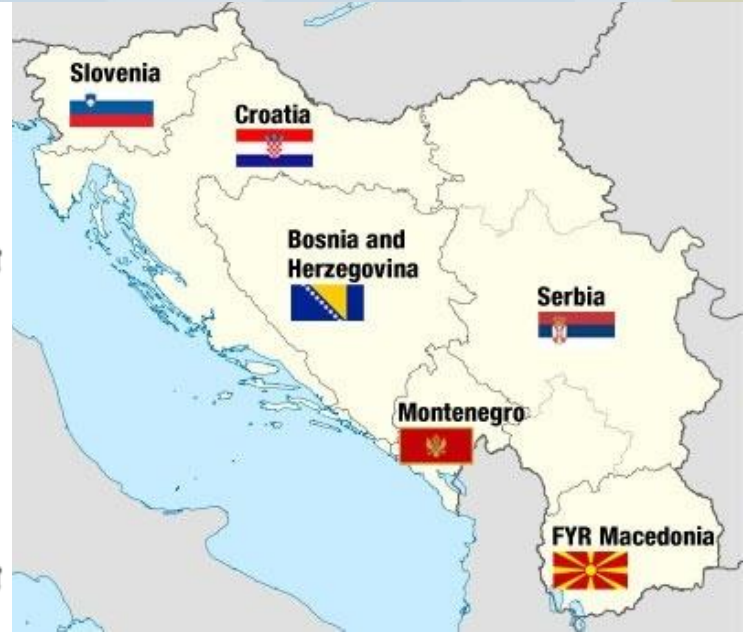 Slovenia
Croatia
Bosnia and
Herzegovina
Serbia
Montenegro
FYR Macedonia